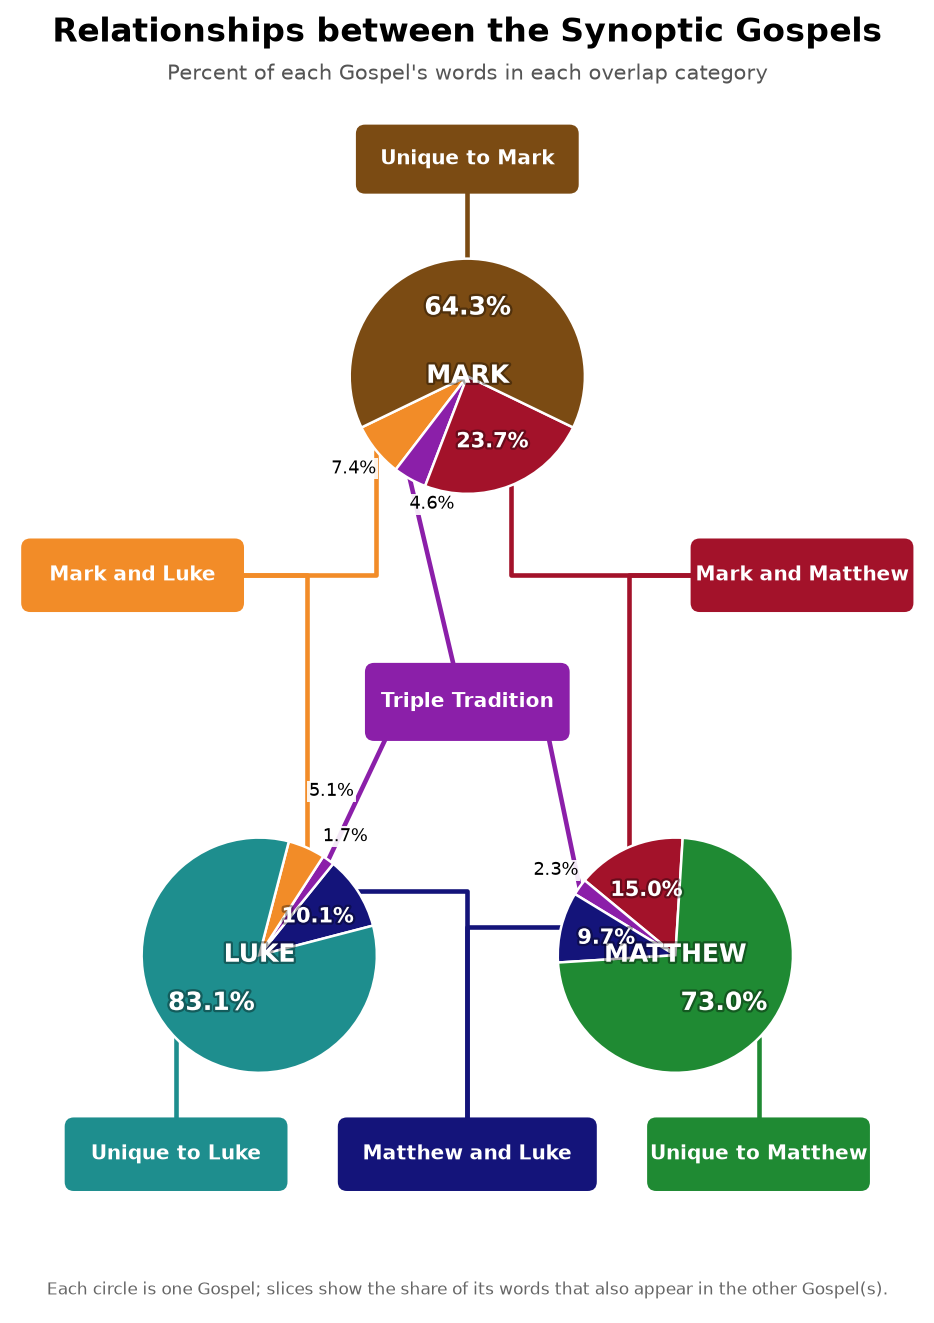 Relationships between the Synoptic Gospels
Percent of each Gospel's words in each overlap category
Unique to Mark
64.3%
MARK
23.7%
7.4%
4.6%
Mark and Luke
Mark and Matthew
Triple Tradition
5.1%
1.7%
2.3%
15.0%
10.1%
9.7%
LUKE
MATTHEW
83.1%
73.0%
Unique to Luke
Matthew and Luke
Unique to Matthew
Each circle is one Gospel; slices show the share of its words that also appear in the other Gospel(s).